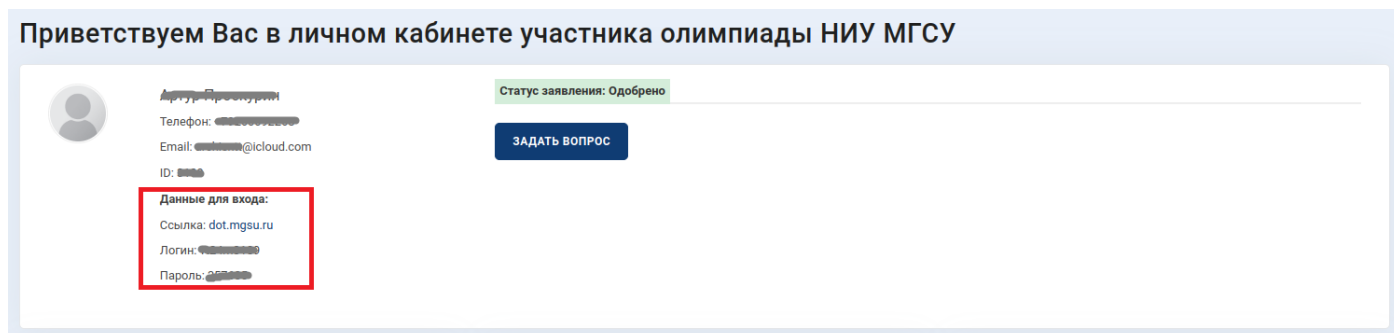 Приветствуем Вас в личном кабинете участника олимпиады НИУ МГСУ
Статус заявления: Одобрено
Телефон:
Email: @icloud.com
ID:
Данные для входа:
Ссылка: dot.mgsu.ru
Логин:
Пароль:
ЗАДАТЬ ВОПРОС